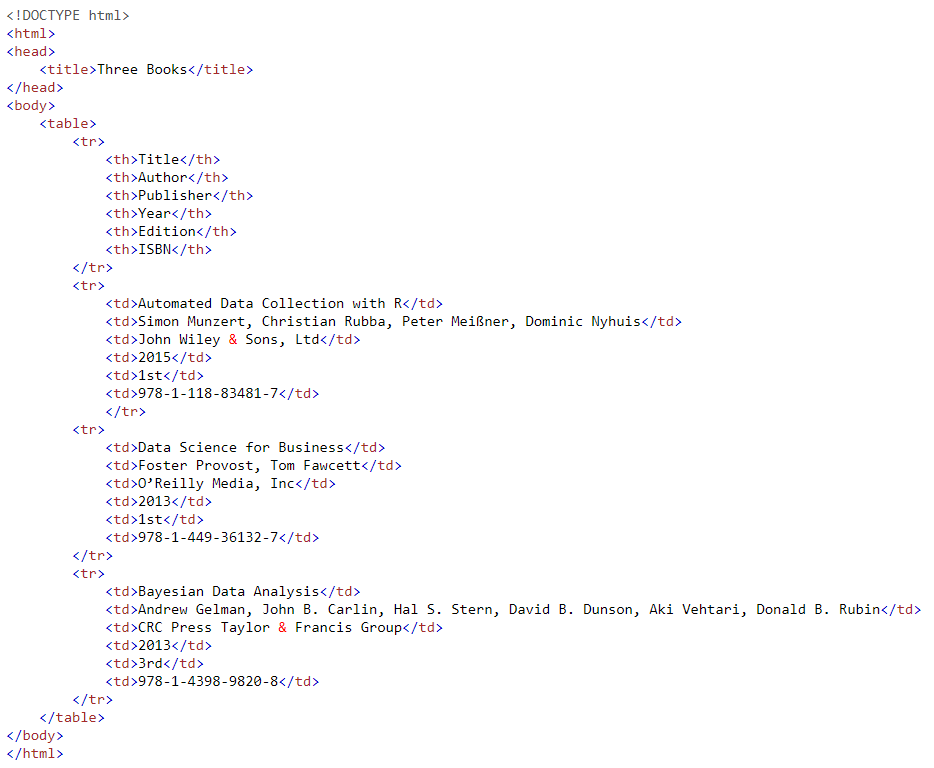 <!DOCTYPE html>
<html>
<head>
    <title>Three Books</title>
</head>
<body>
    <table>
        <tr>
            <th>Title</th>
            <th>Author</th>
            <th>Publisher</th>
            <th>Year</th>
            <th>Edition</th>
            <th>ISBN</th>
        </tr>
        <tr>
            <td>Automated Data Collection with R</td>
            <td>Simon Munzert, Christian Rubba, Peter Meißner, Dominic Nyhuis</td>
            <td>John Wiley & Sons, Ltd</td>
            <td>2015</td>
            <td>1st</td>
            <td>978-1-118-83481-7</td>
            </tr>
        <tr>
            <td>Data Science for Business</td>
            <td>Foster Provost, Tom Fawcett</td>
            <td>O’Reilly Media, Inc</td>
            <td>2013</td>
            <td>1st</td>
            <td>978-1-449-36132-7</td>
        </tr>
        <tr>
            <td>Bayesian Data Analysis</td>
            <td>Andrew Gelman, John B. Carlin, Hal S. Stern, David B. Dunson, Aki Vehtari, Donald B. Rubin</td>
            <td>CRC Press Taylor & Francis Group</td>
            <td>2013</td>
            <td>3rd</td>
            <td>978-1-4398-9820-8</td>
        </tr>
    </table>
</body>
</html>